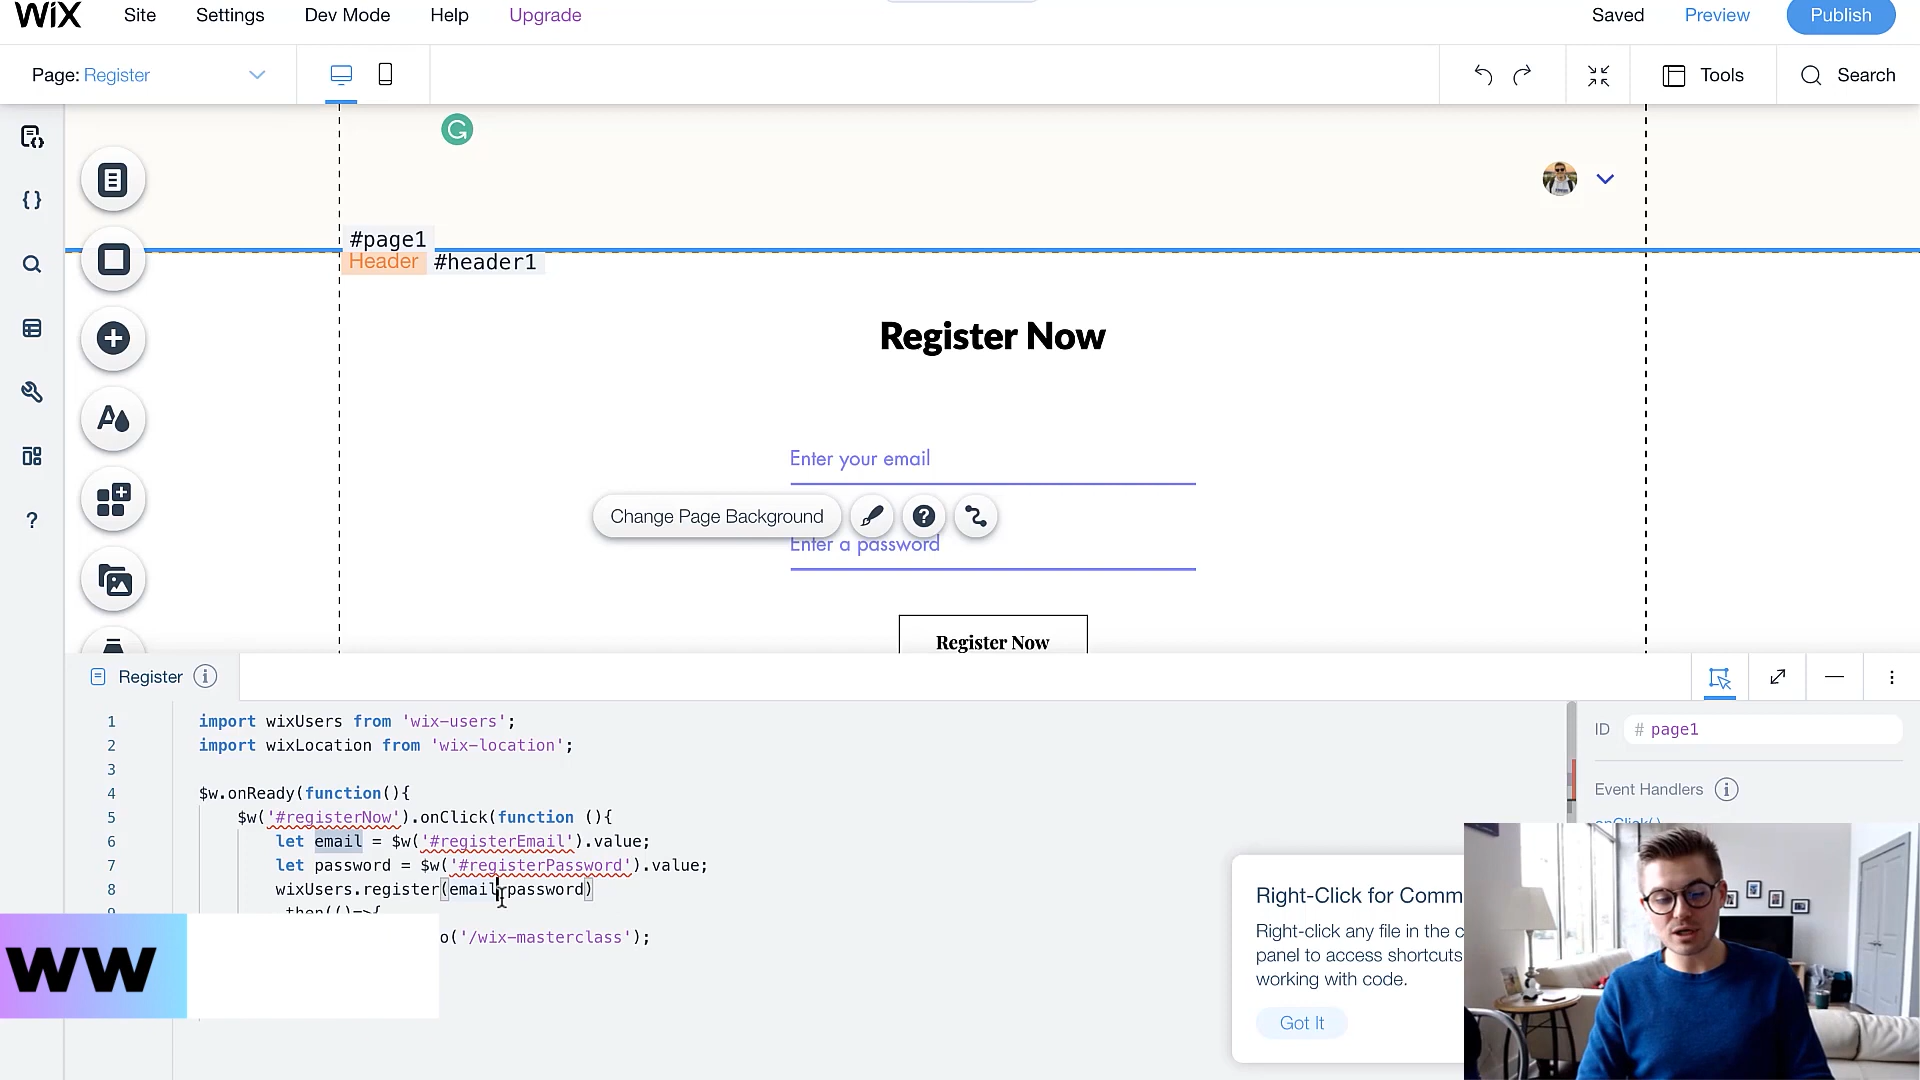 WiX Site Settings Dev Mode Help Upgrade Saved Preview Publish
Page: Register Tools Search
G
#page1
Header #header1
Register Now
Enter your email
Change Page Background
Enter a password
Register Now
Register
1 import wixUsers from 'wix-users';
2 import wixLocation from 'wix-location';
3
4 $w.onReady(function(){
5 $w('#registerNow').onClick(function (){
6 let email = $w('#registerEmail').value;
7 let password = $w('#registerPassword').value;
8 wixUsers.register(email,password)
9 .then(()=>{
o('/wix-masterclass');
ID # page1
Event Handlers
onClick()
Right-Click for Comm
Right-click any file in the c
panel to access shortcuts
working with code.
Got It
WW